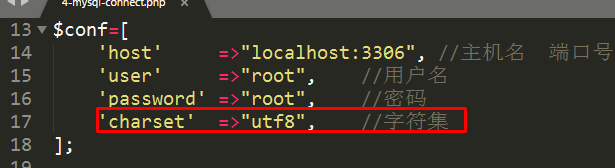 4-mysql-connect.php
13 $conf=[
14 'host' =>"localhost:3306", //主机名 端口号
15 'user' =>"root", //用户名
16 'password' =>"root", //密码
17 'charset' =>"utf8", //字符集
18 ];